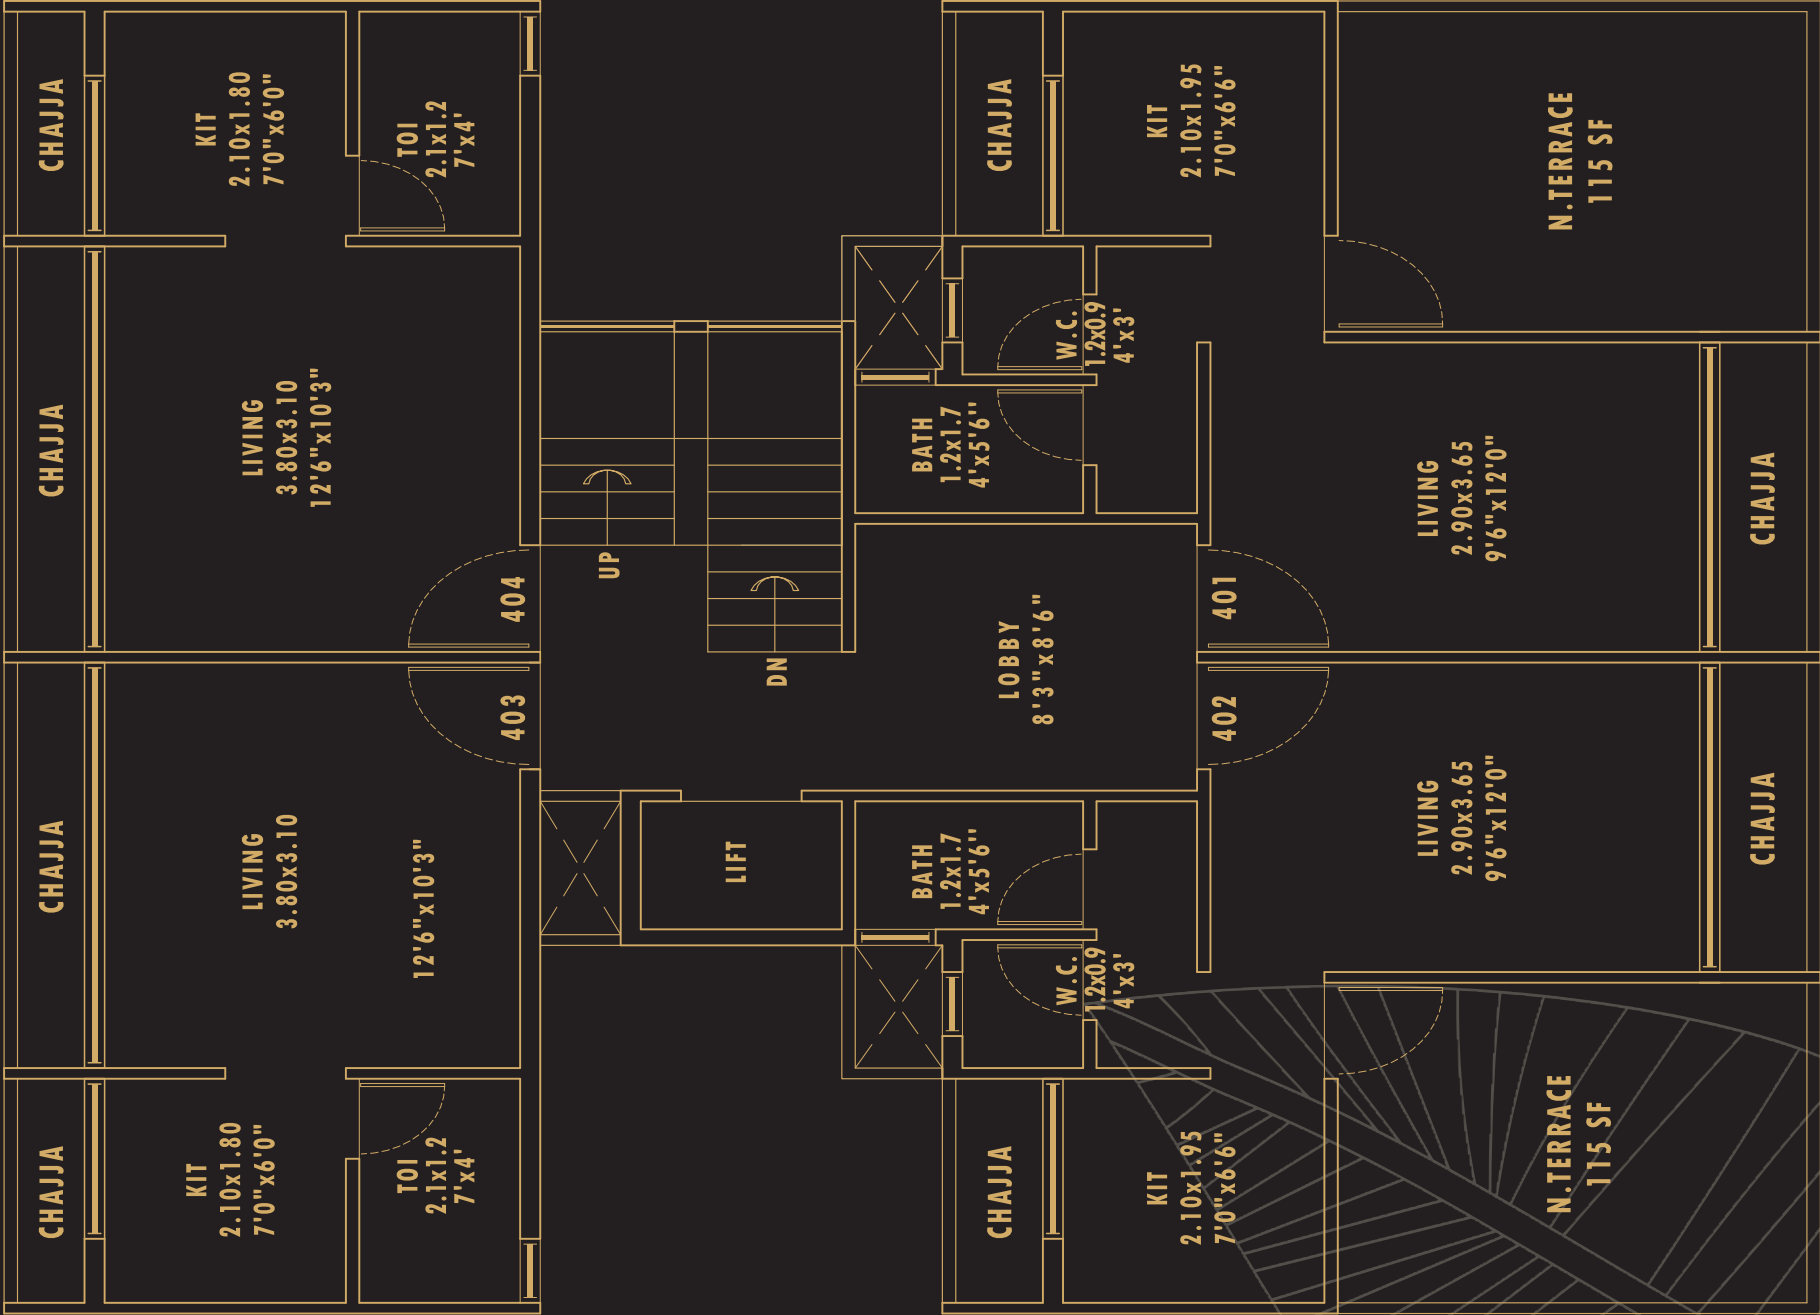 CHAJJA
KIT
2.10x1.80
7'0"x6'0"
TOI
2.1x1.2
7'x4'
CHAJJA
KIT
2.10x1.95
7'0"x6'6"
N.TERRACE
115 SF
CHAJJA
LIVING
3.80x3.10
12'6"x10'3"
404
UP
DN
W.C.
1.2x0.9
4'x3'
BATH
1.2x1.7
4'x5'6"
LOBBY
8'3"x8'6"
401
LIVING
2.90x3.65
9'6"x12'0"
CHAJJA
CHAJJA
LIVING
3.80x3.10
12'6"x10'3"
403
LIFT
BATH
1.2x1.7
4'x5'6"
W.C.
1.2x0.9
4'x3'
402
LIVING
2.90x3.65
9'6"x12'0"
CHAJJA
CHAJJA
KIT
2.10x1.80
7'0"x6'0"
TOI
2.1x1.2
7'x4'
CHAJJA
KIT
2.10x1.95
7'0"x6'6"
N.TERRACE
115 SF